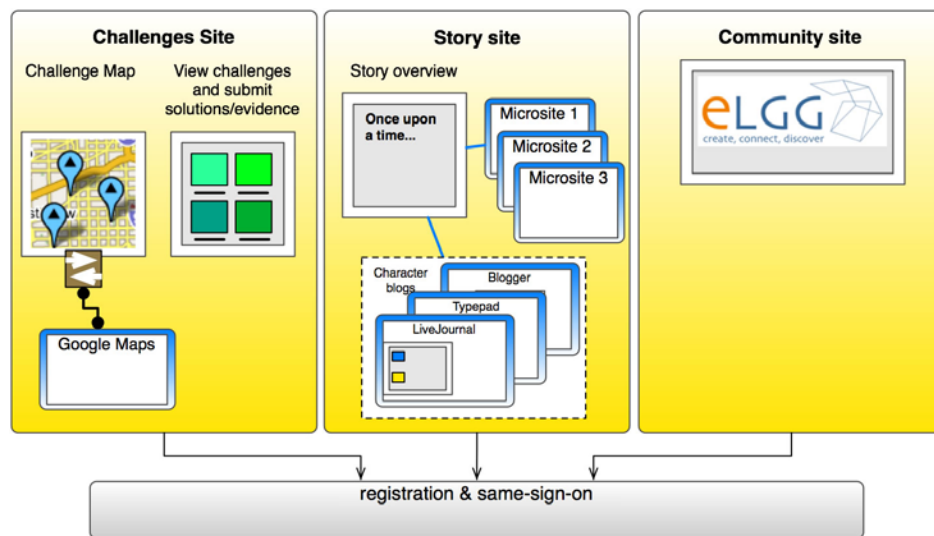 Challenges Site
Challenge Map
View challenges
and submit
solutions/evidence
Google Maps
Story site
Story overview
Once upon
a time...
Microsite 1
Microsite 2
Microsite 3
Character
blogs
Blogger
Typepad
LiveJournal
Community site
eLGG
create, connect, discover
registration & same-sign-on